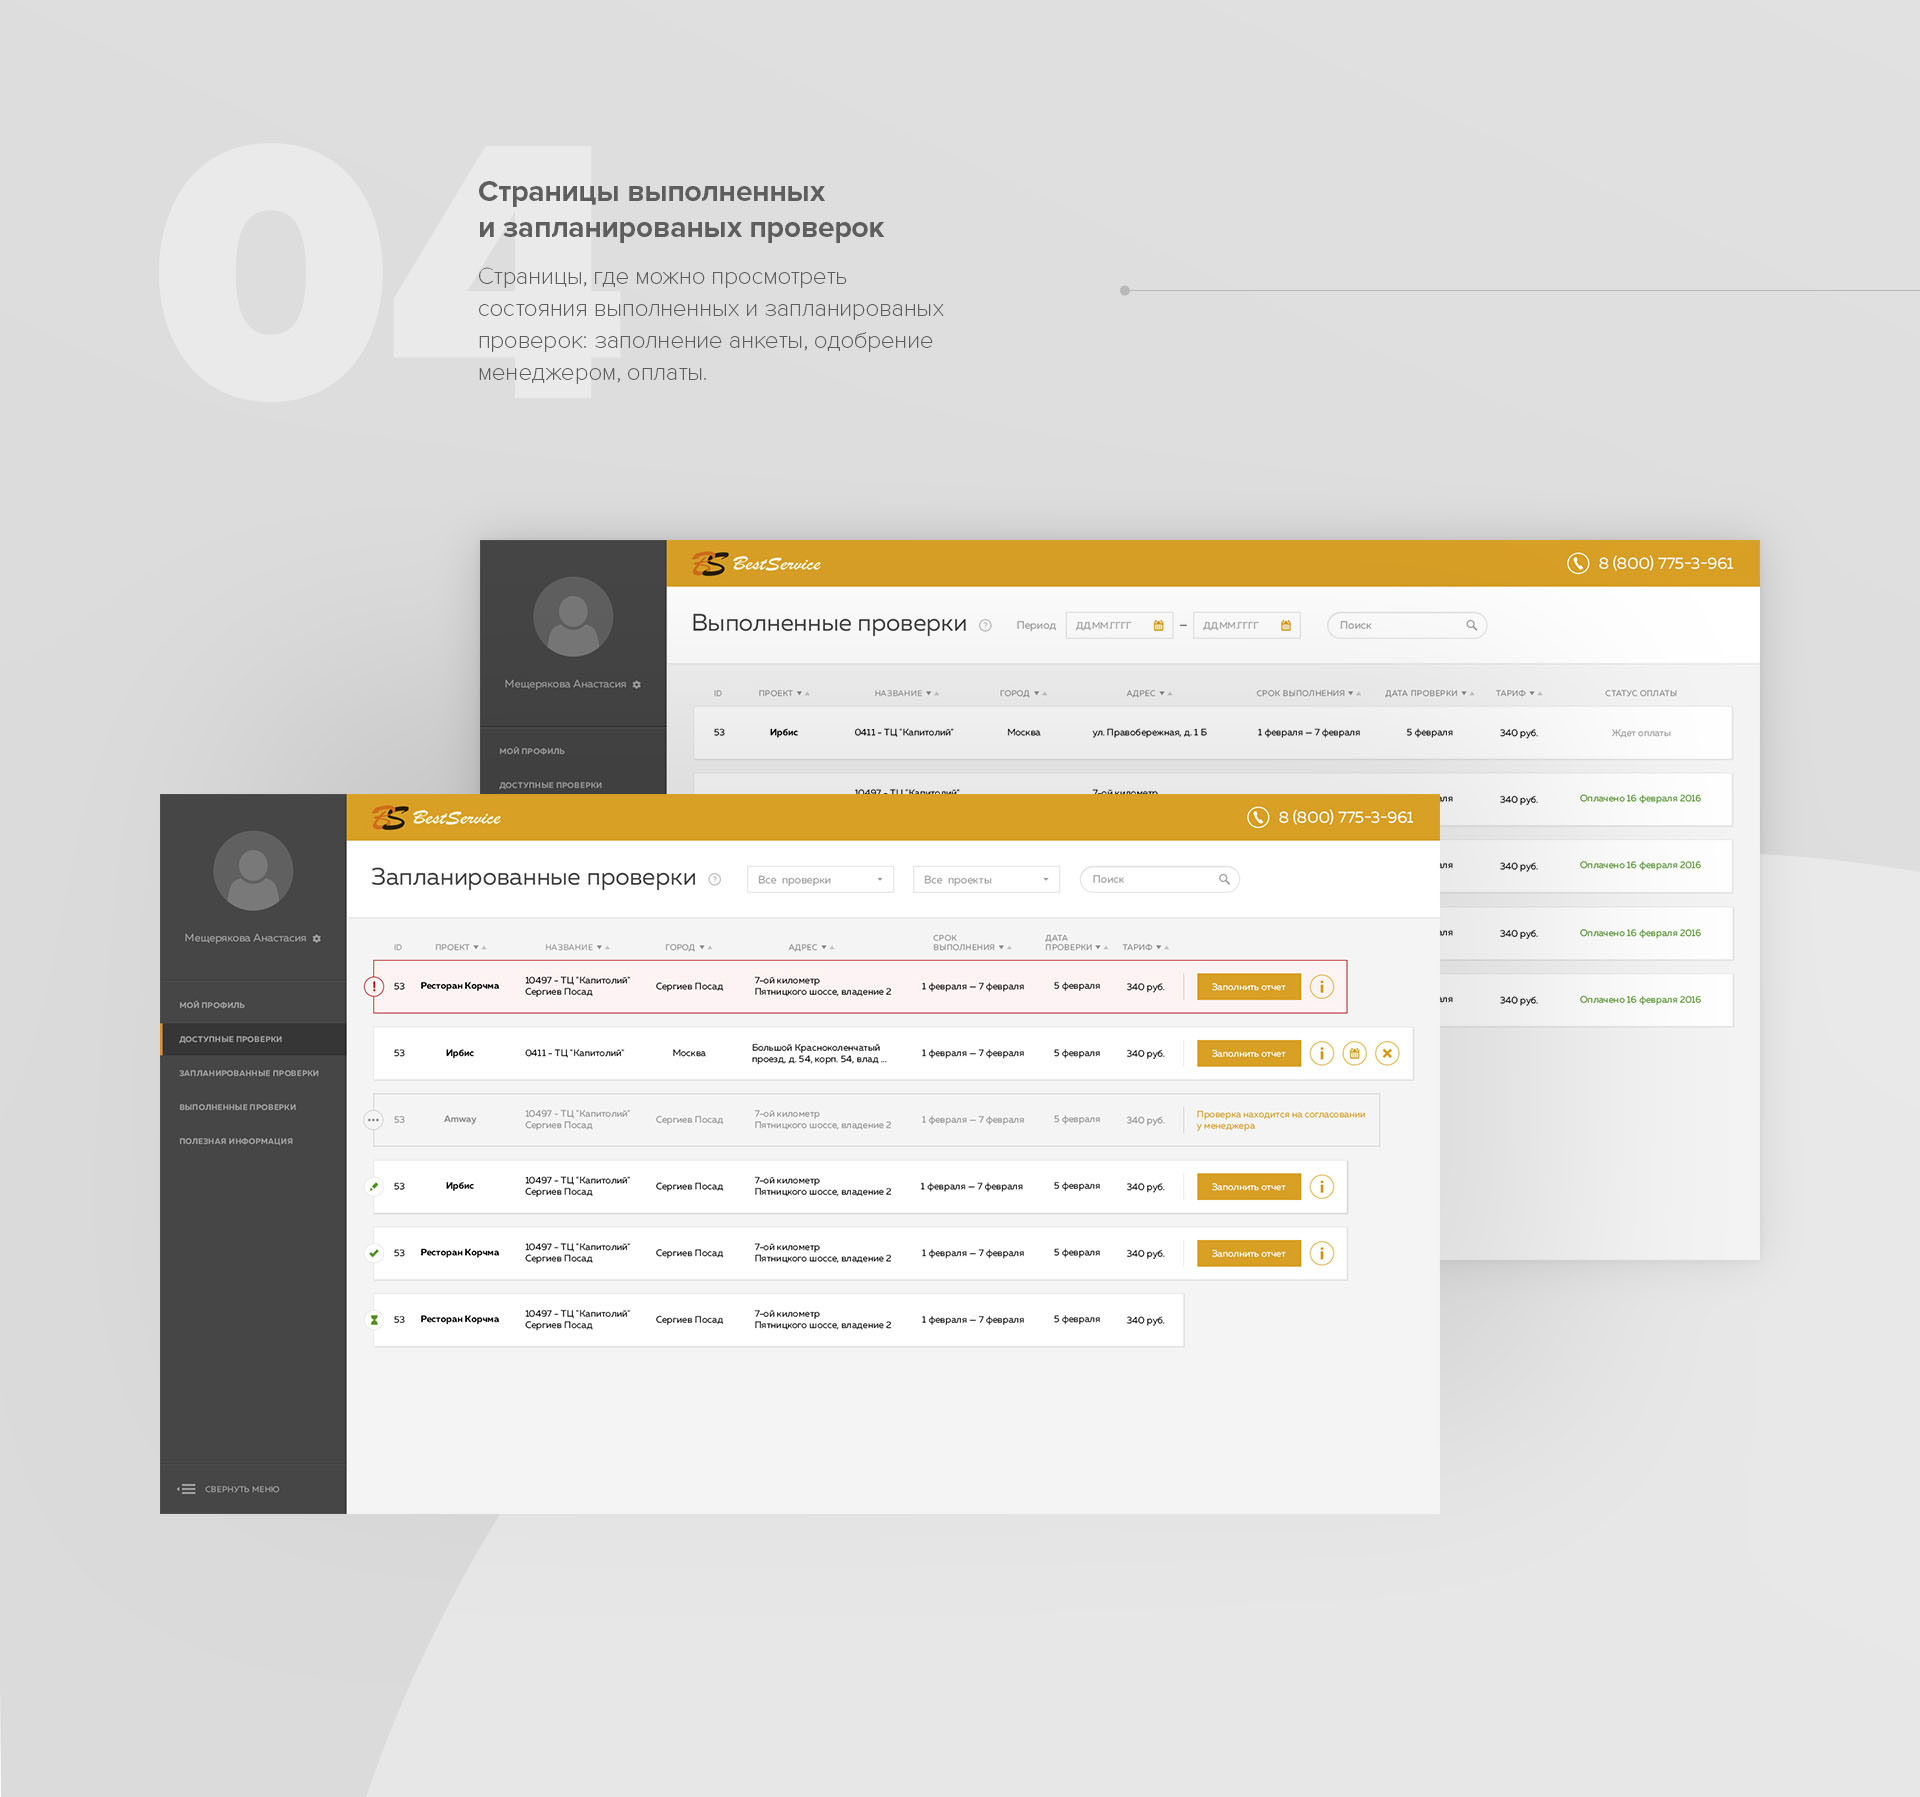 04
Страницы выполненных
и запланированых проверок
Страницы, где можно просмотреть
состояния выполненных и запланированых
проверок: заполнение анкеты, одобрение
менеджером, оплаты.
BestService
8 (800) 775-3-961
Мещерякова Анастасия
МОЙ ПРОФИЛЬ
ДОСТУПНЫЕ ПРОВЕРКИ
Выполненные проверки ? Период ДД.ММ.ГГГГ – ДД.ММ.ГГГГ Поиск
ID ПРОЕКТ НАЗВАНИЕ ГОРОД АДРЕС СРОК ВЫПОЛНЕНИЯ ДАТА ПРОВЕРКИ ТАРИФ СТАТУС ОПЛАТЫ
53 Ирбис 0411 - ТЦ "Капитолий" Москва ул. Правобережная, д. 1 Б 1 февраля — 7 февраля 5 февраля 340 руб. Ждет оплаты
10497 - ТЦ "Капитолий" 7-ой километр
340 руб. Оплачено 16 февраля 2016
340 руб. Оплачено 16 февраля 2016
340 руб. Оплачено 16 февраля 2016
340 руб. Оплачено 16 февраля 2016
BestService
8 (800) 775-3-961
Мещерякова Анастасия
МОЙ ПРОФИЛЬ
ДОСТУПНЫЕ ПРОВЕРКИ
ЗАПЛАНИРОВАННЫЕ ПРОВЕРКИ
ВЫПОЛНЕННЫЕ ПРОВЕРКИ
ПОЛЕЗНАЯ ИНФОРМАЦИЯ
СВЕРНУТЬ МЕНЮ
Запланированные проверки ? Все проверки Все проекты Поиск
СРОК ДАТА
ID ПРОЕКТ НАЗВАНИЕ ГОРОД АДРЕС ВЫПОЛНЕНИЯ ПРОВЕРКИ ТАРИФ
10497 - ТЦ "Капитолий" 7-ой километр
! 53 Ресторан Корчма Сергиев Посад 1 февраля — 7 февраля 5 февраля 340 руб. Заполнить отчет i
Сергиев Посад Пятницкого шоссе, владение 2
Большой Красноколенчатый
53 Ирбис 0411 - ТЦ "Капитолий" Москва 1 февраля — 7 февраля 5 февраля 340 руб. Заполнить отчет i
проезд, д. 54, корп. 54, влад ...
10497 - ТЦ "Капитолий" 7-ой километр Проверка находится на согласовании
53 Amway Сергиев Посад 1 февраля — 7 февраля 5 февраля 340 руб.
Сергиев Посад Пятницкого шоссе, владение 2 у менеджера
10497 - ТЦ "Капитолий" 7-ой километр
53 Ирбис Сергиев Посад 1 февраля — 7 февраля 5 февраля 340 руб. Заполнить отчет i
Сергиев Посад Пятницкого шоссе, владение 2
10497 - ТЦ "Капитолий" 7-ой километр
53 Ресторан Корчма Сергиев Посад 1 февраля — 7 февраля 5 февраля 340 руб. Заполнить отчет i
Сергиев Посад Пятницкого шоссе, владение 2
10497 - ТЦ "Капитолий" 7-ой километр
53 Ресторан Корчма Сергиев Посад 1 февраля — 7 февраля 5 февраля 340 руб.
Сергиев Посад Пятницкого шоссе, владение 2